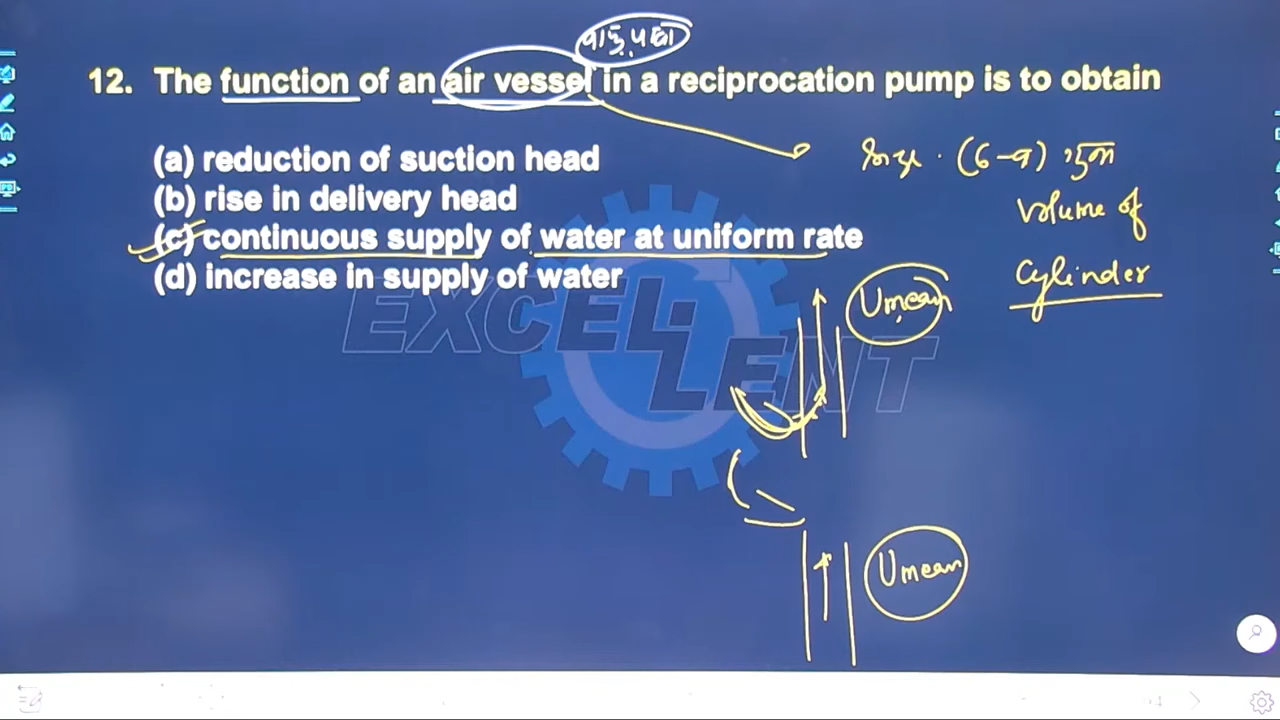 12. The function of an air vessel in a reciprocation pump is to obtain
(a) reduction of suction head
(b) rise in delivery head
(c) continuous supply of water at uniform rate
(d) increase in supply of water
(6-9)
Volume of
Cylinder
Umean
Umean
EXCELLENT